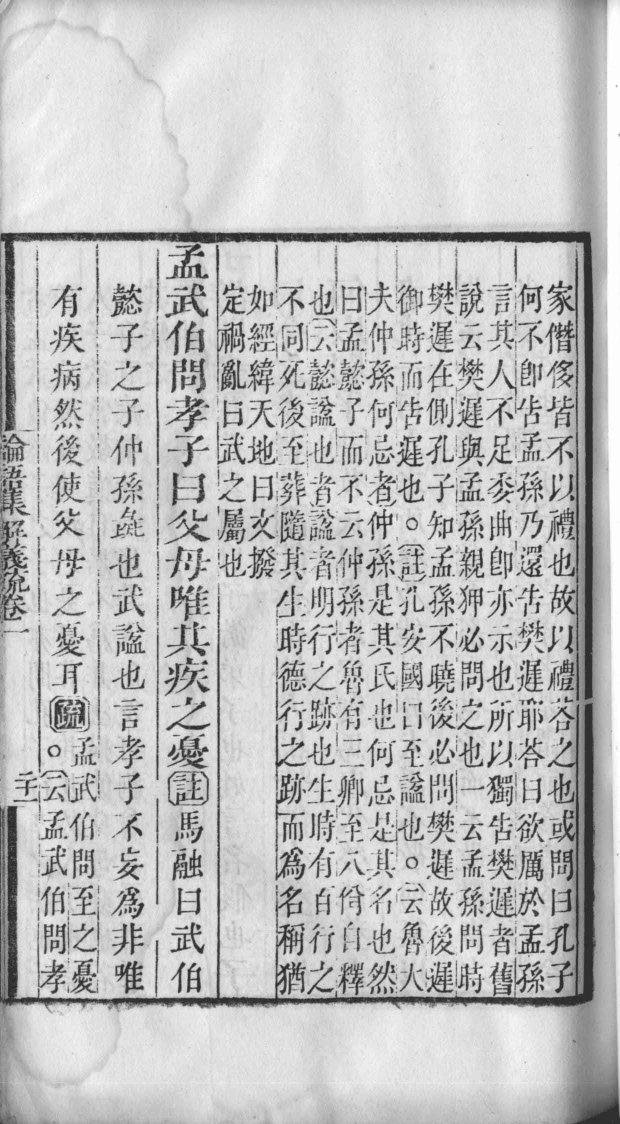 家僭侈皆不以禮也故以禮荅之也或問曰孔子
何不卽告孟孫乃還告樊遲耶荅曰欲厲於孟孫
言其人不足委曲卽亦示也所以獨告樊遲者舊
說云樊遲與孟孫親狎必問之也一云孟孫問時
樊遲在側孔子知孟孫不曉後必問樊遲故後遲
御時而告遲也。註孔安國曰至諡也。云魯大
夫仲孫何忌者仲孫是其氏也何忌是其名也然
曰孟懿子而不云仲孫者魯有三卿至八佾自釋
也云懿諡也者諡者明行之跡也生時有百行之
不同死後至葬隨其生時德行之跡而爲名稱猶
如經緯天地曰文撥
定禍亂曰武之屬也
孟武伯問孝子曰父母唯其疾之憂註馬融曰武伯
懿子之子仲孫彘也武諡也言孝子不妄爲非唯
有疾病然後使父母之憂耳疏孟武伯問至之憂
。云孟武伯問孝
論語集解義疏卷一
二十一